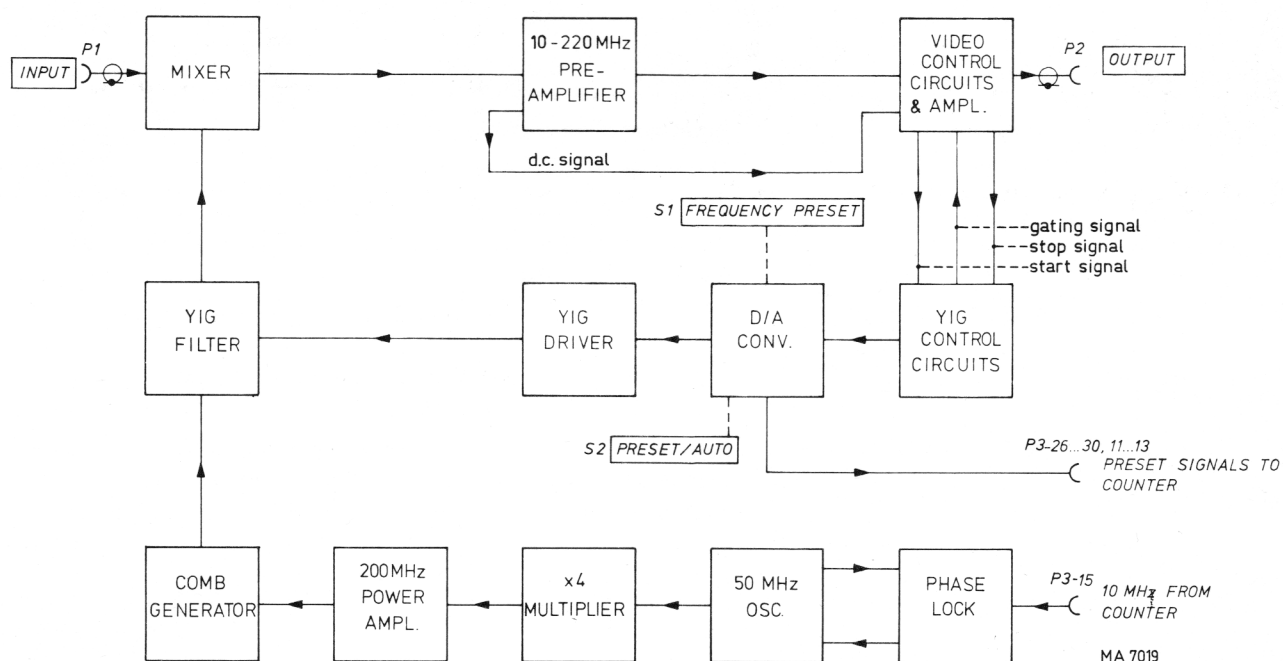 P1
INPUT
MIXER
10-220 MHz
PRE-
AMPLIFIER
VIDEO
CONTROL
CIRCUITS
& AMPL.
P2
OUTPUT
d.c. signal
S1 FREQUENCY PRESET
gating signal
stop signal
start signal
YIG
FILTER
YIG
DRIVER
D/A
CONV.
YIG
CONTROL
CIRCUITS
S2 PRESET/AUTO
P3-26...30, 11...13
PRESET SIGNALS TO
COUNTER
COMB
GENERATOR
200MHz
POWER
AMPL.
x4
MULTIPLIER
50 MHz
OSC.
PHASE
LOCK
P3-15
10 MHz FROM
COUNTER
MA 7019